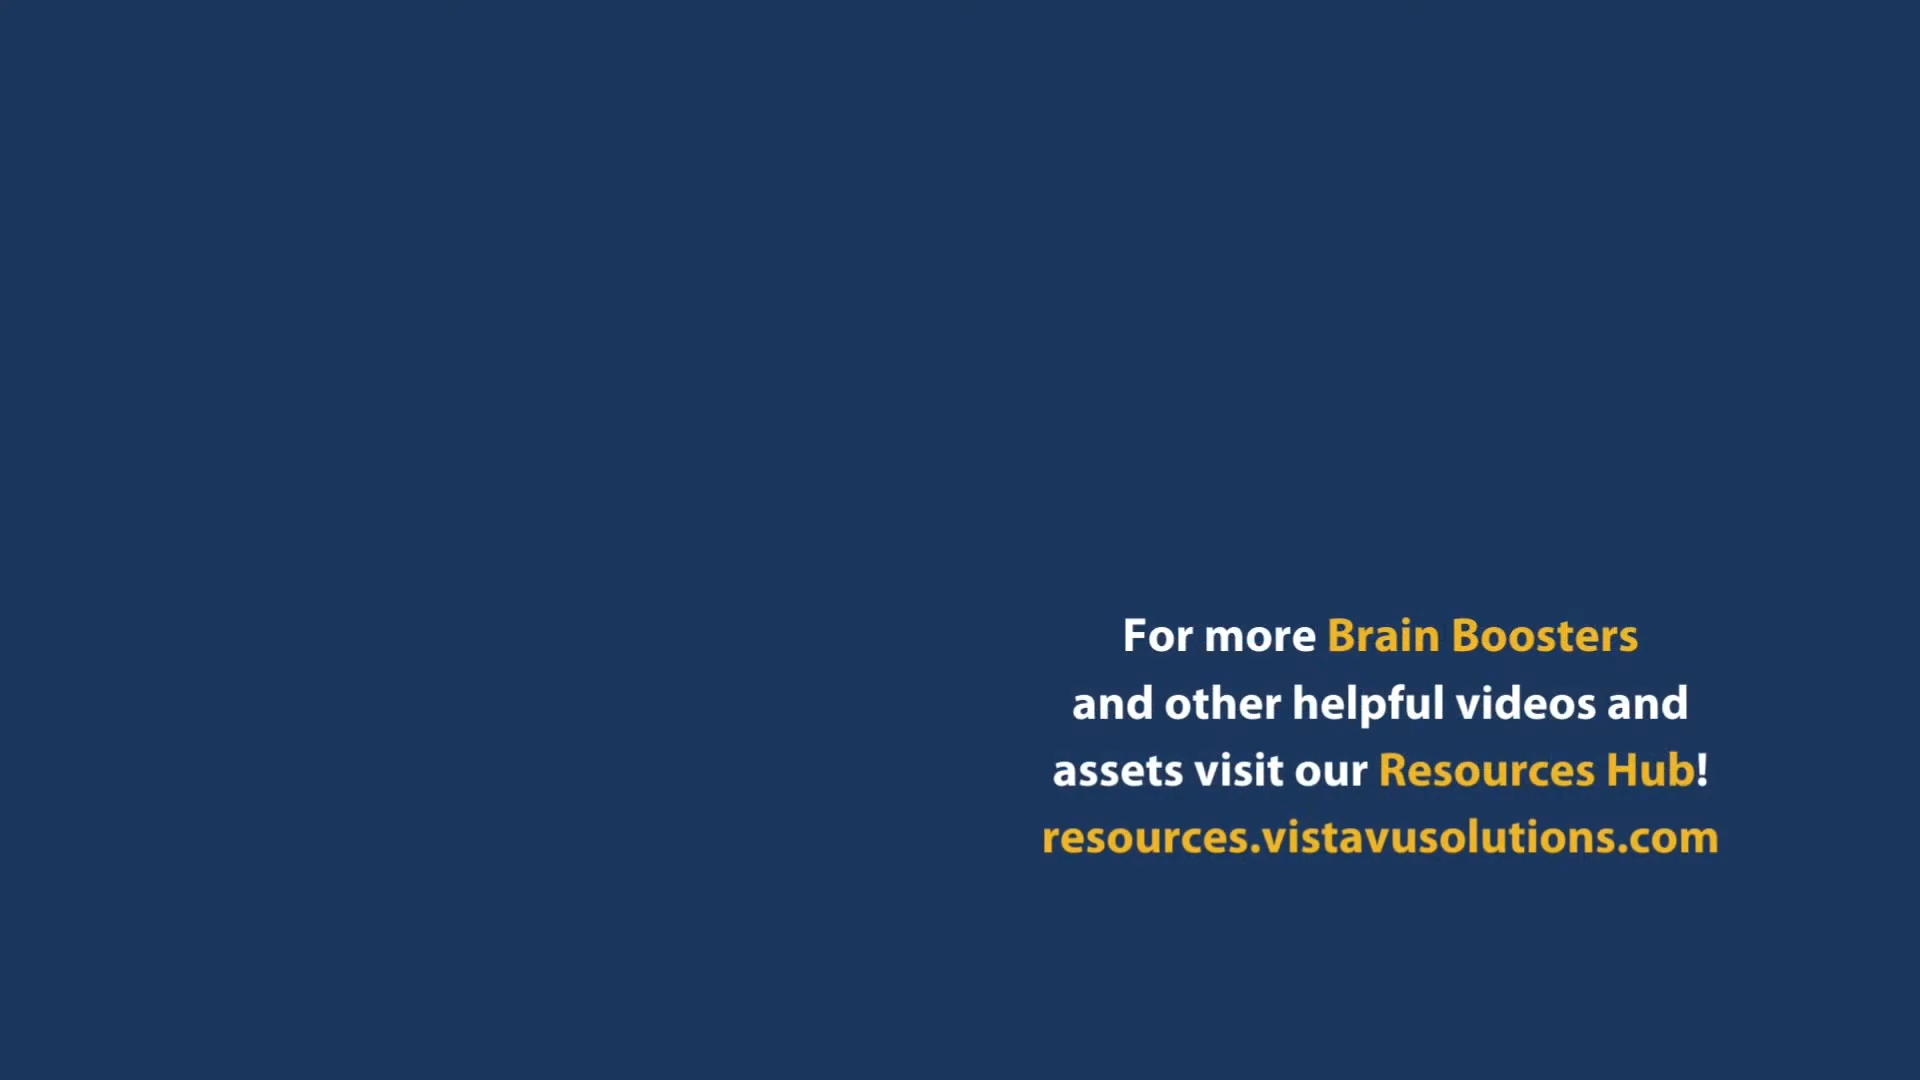 For more Brain Boosters
and other helpful videos and
assets visit our Resources Hub!
resources.vistavusolutions.com